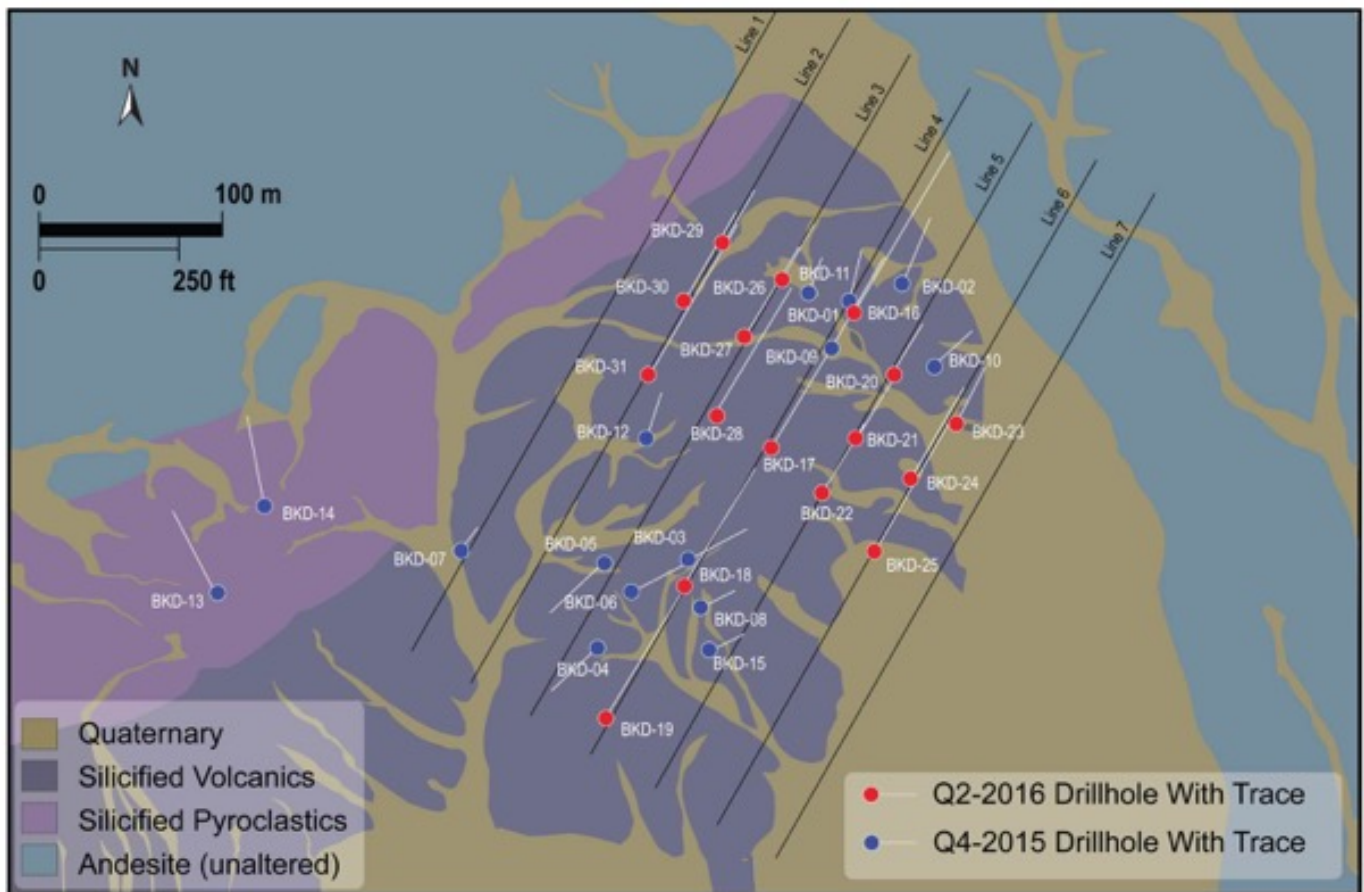 Line 1
Line 2
Line 3
Line 4
Line 5
Line 6
Line 7
N
0 100 m
0 250 ft
BKD-29
BKD-30
BKD-26
BKD-11
BKD-02
BKD-01
BKD-16
BKD-27
BKD-09
BKD-31
BKD-20
BKD-10
BKD-12
BKD-28
BKD-23
BKD-21
BKD-17
BKD-24
BKD-14
BKD-22
BKD-07
BKD-05
BKD-03
BKD-25
BKD-18
BKD-13
BKD-06
BKD-08
BKD-04
BKD-15
BKD-19
Quaternary
Silicified Volcanics
Silicified Pyroclastics
Andesite (unaltered)
Q2-2016 Drillhole With Trace
Q4-2015 Drillhole With Trace